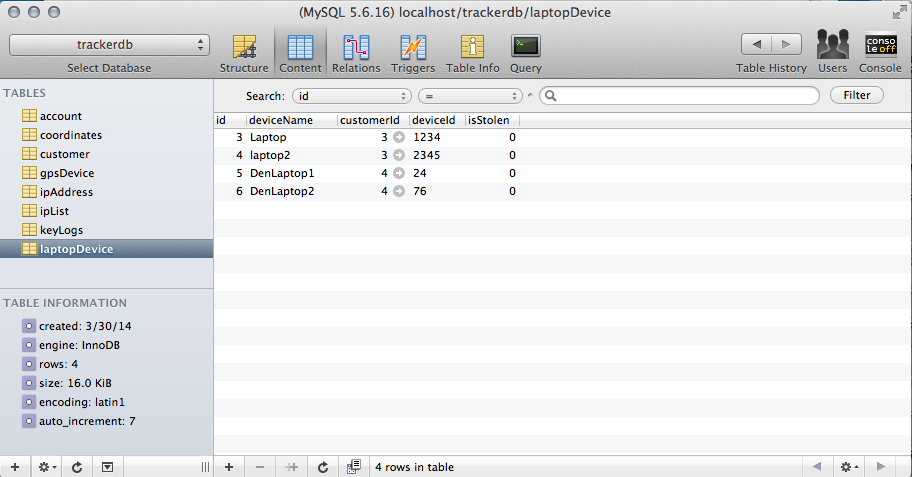 (MySQL 5.6.16) localhost/trackerdb/laptopDevice
trackerdb
Select Database
Structure Content Relations Triggers Table Info Query
Table History Users Console
console off
TABLES
account
coordinates
customer
gpsDevice
ipAddress
ipList
keyLogs
laptopDevice
TABLE INFORMATION
created: 3/30/14
engine: InnoDB
rows: 4
size: 16.0 KiB
encoding: latin1
auto_increment: 7
Search: id = Filter
id deviceName customerId deviceId isStolen
3 Laptop 3 1234 0
4 laptop2 3 2345 0
5 DenLaptop1 4 24 0
6 DenLaptop2 4 76 0
4 rows in table